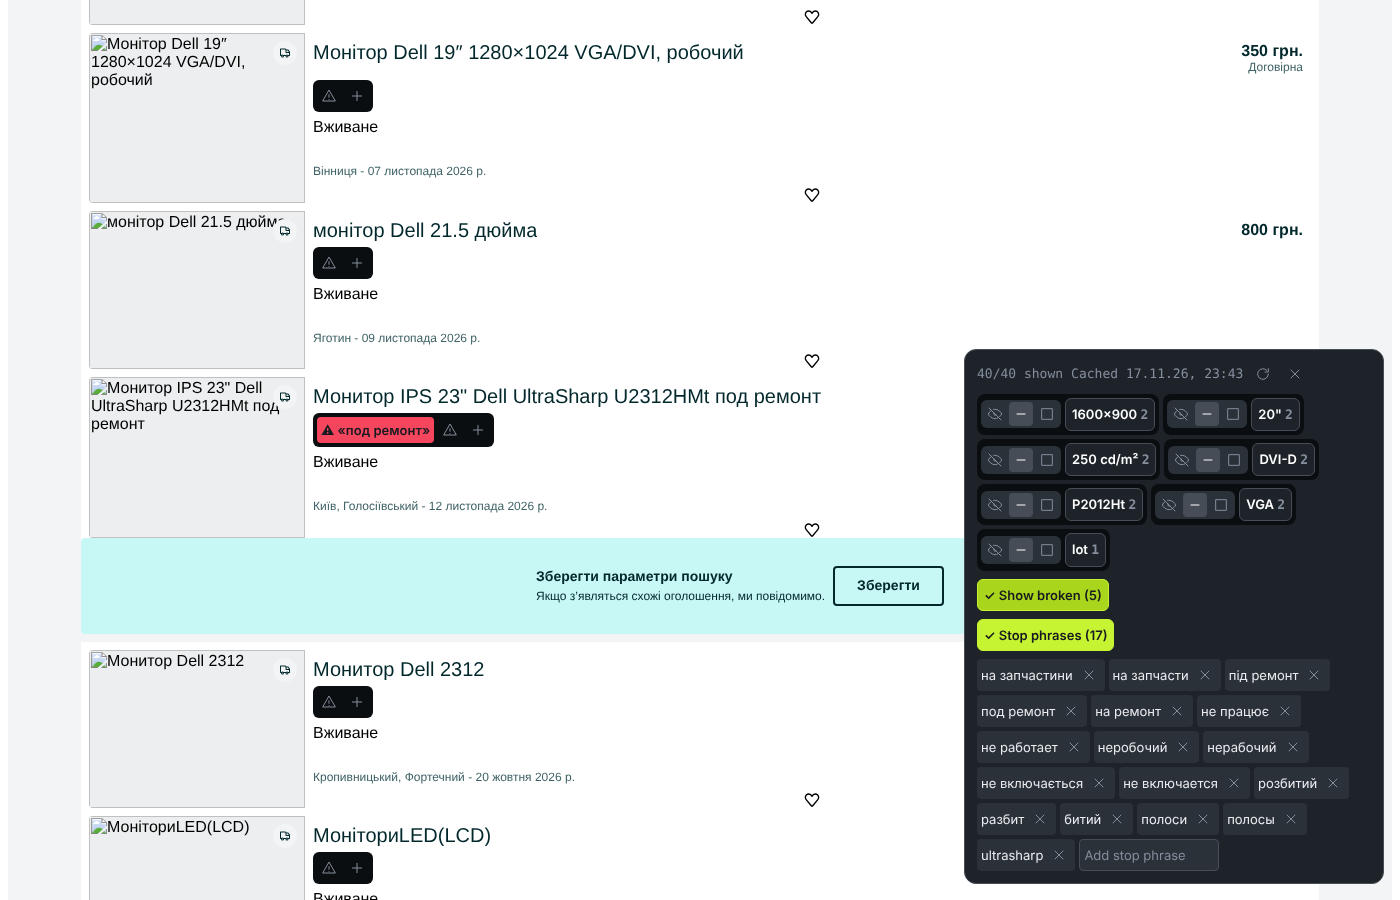 Монітор Dell 19″
1280×1024 VGA/DVI,
робочий
Монітор Dell 19″ 1280×1024 VGA/DVI, робочий
350 грн.
Договірна
Вживане
Вінниця - 07 листопада 2026 р.
монітор Dell 21.5 дюйма
монітор Dell 21.5 дюйма
800 грн.
Вживане
Яготин - 09 листопада 2026 р.
Монитор IPS 23" Dell
UltraSharp U2312HMt под
ремонт
Монитор IPS 23" Dell UltraSharp U2312HMt под ремонт
«под ремонт»
Вживане
Київ, Голосіївський - 12 листопада 2026 р.
Зберегти параметри пошуку
Якщо з’являться схожі оголошення, ми повідомимо.
Зберегти
Монитор Dell 2312
Монитор Dell 2312
Вживане
Кропивницький, Фортечний - 20 жовтня 2026 р.
МоніториLED(LCD)
МоніториLED(LCD)
Вживане
40/40 shown Cached 17.11.26, 23:43
1600×900 2 20" 2
250 cd/m² 2 DVI-D 2
P2012Ht 2 VGA 2
lot 1
✓ Show broken (5)
✓ Stop phrases (17)
на запчастини на запчасти під ремонт
под ремонт на ремонт не працює
не работает неробочий нерабочий
не включається не включается розбитий
разбит битий полоси полосы
ultrasharp Add stop phrase